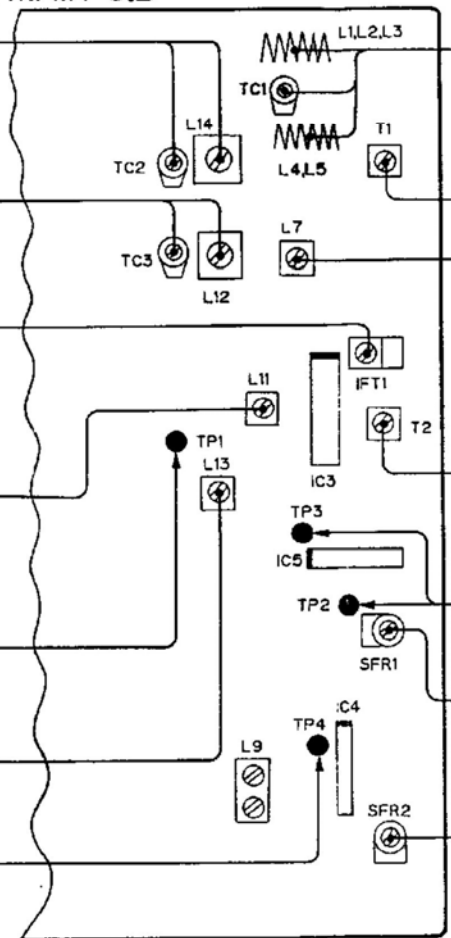 L1,L2,L3
TC1
L14
L4,L5
T1
TC2
L7
TC3
L12
IFT1
L11
T2
TP1
L13
IC3
TP3
IC5
TP2
SFR1
IC4
TP4
L9
SFR2